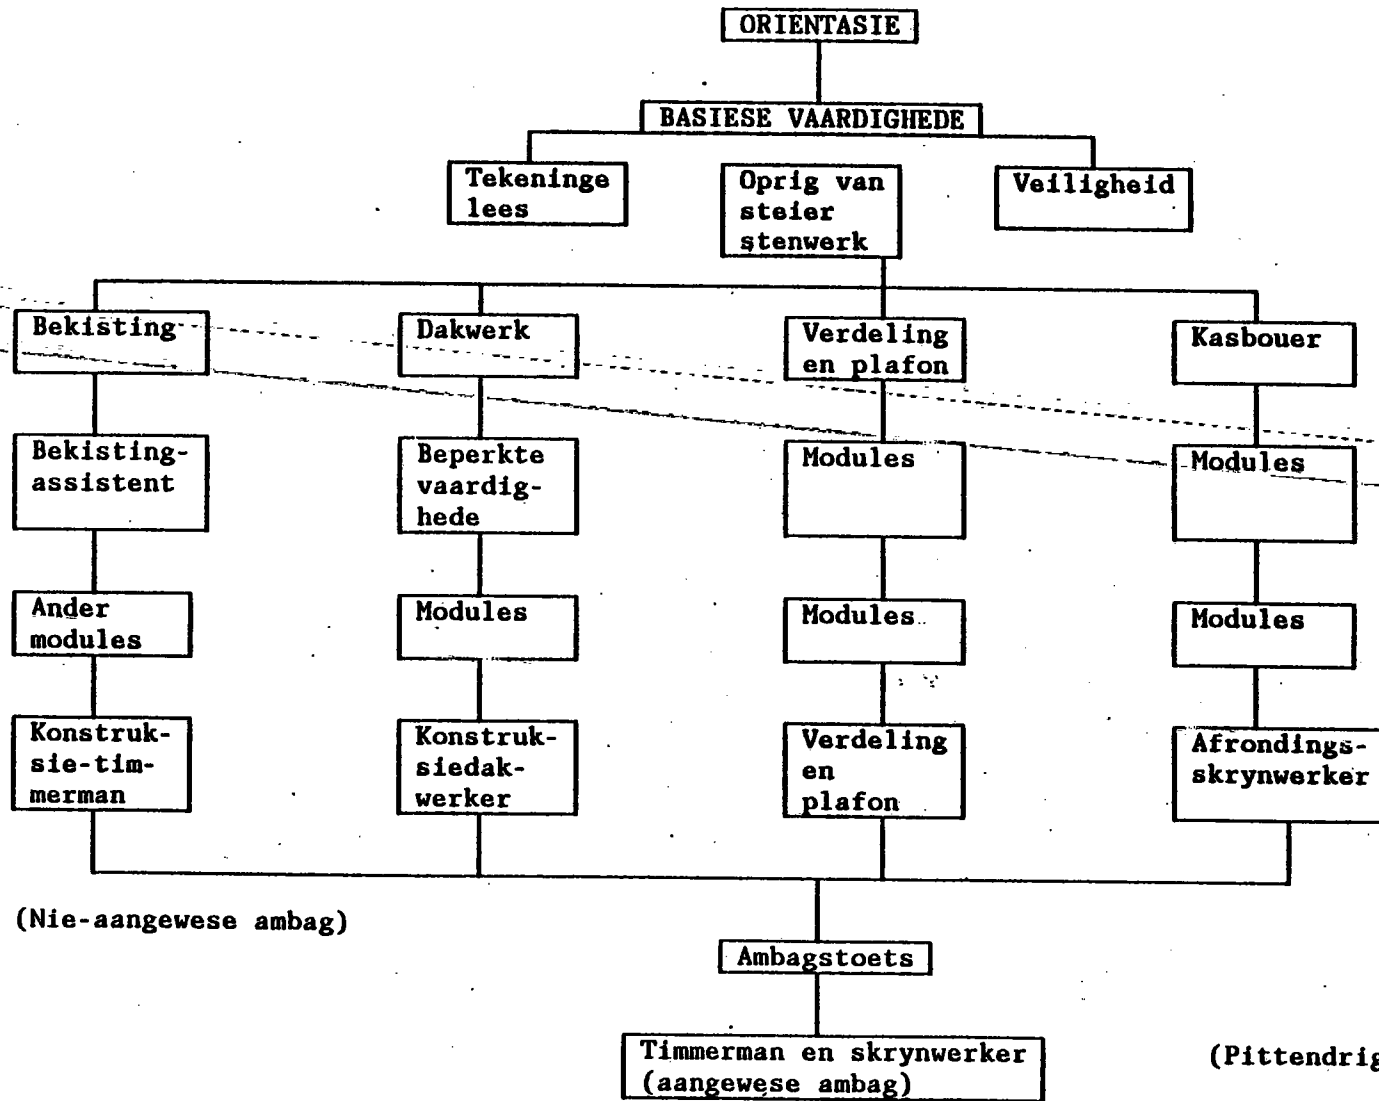 ORIENTASIE
BASIESE VAARDIGHEDE
Tekeninge
lees
Oprig van
steier
stenwerk
Veiligheid
Bekisting
Dakwerk
Verdeling
en plafon
Kasbouer
Bekisting-
assistent
Beperkte
vaardig-
hede
Modules
Modules
Ander
modules
Modules
Modules
Modules
Konstruk-
sie-tim-
merman
Konstruk-
siedak-
werker
Verdeling
en
plafon
Afrondings-
skrynwerker
(Nie-aangewese ambag)
Ambagstoets
Timmerman en skrynwerker
(aangewese ambag)
(Pittendrig